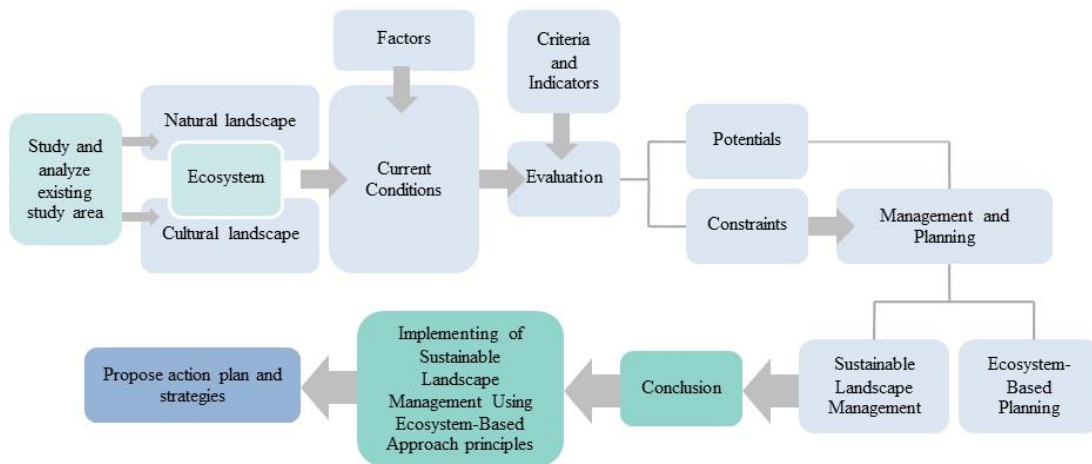 Factors
Criteria
and
Indicators
Study and
analyze
existing
study area
Natural landscape
Ecosystem
Cultural landscape
Current
Conditions
Evaluation
Potentials
Constraints
Management and
Planning
Sustainable
Landscape
Management
Ecosystem-
Based
Planning
Conclusion
Implementing of
Sustainable
Landscape
Management Using
Ecosystem-Based
Approach principles
Propose action plan and
strategies